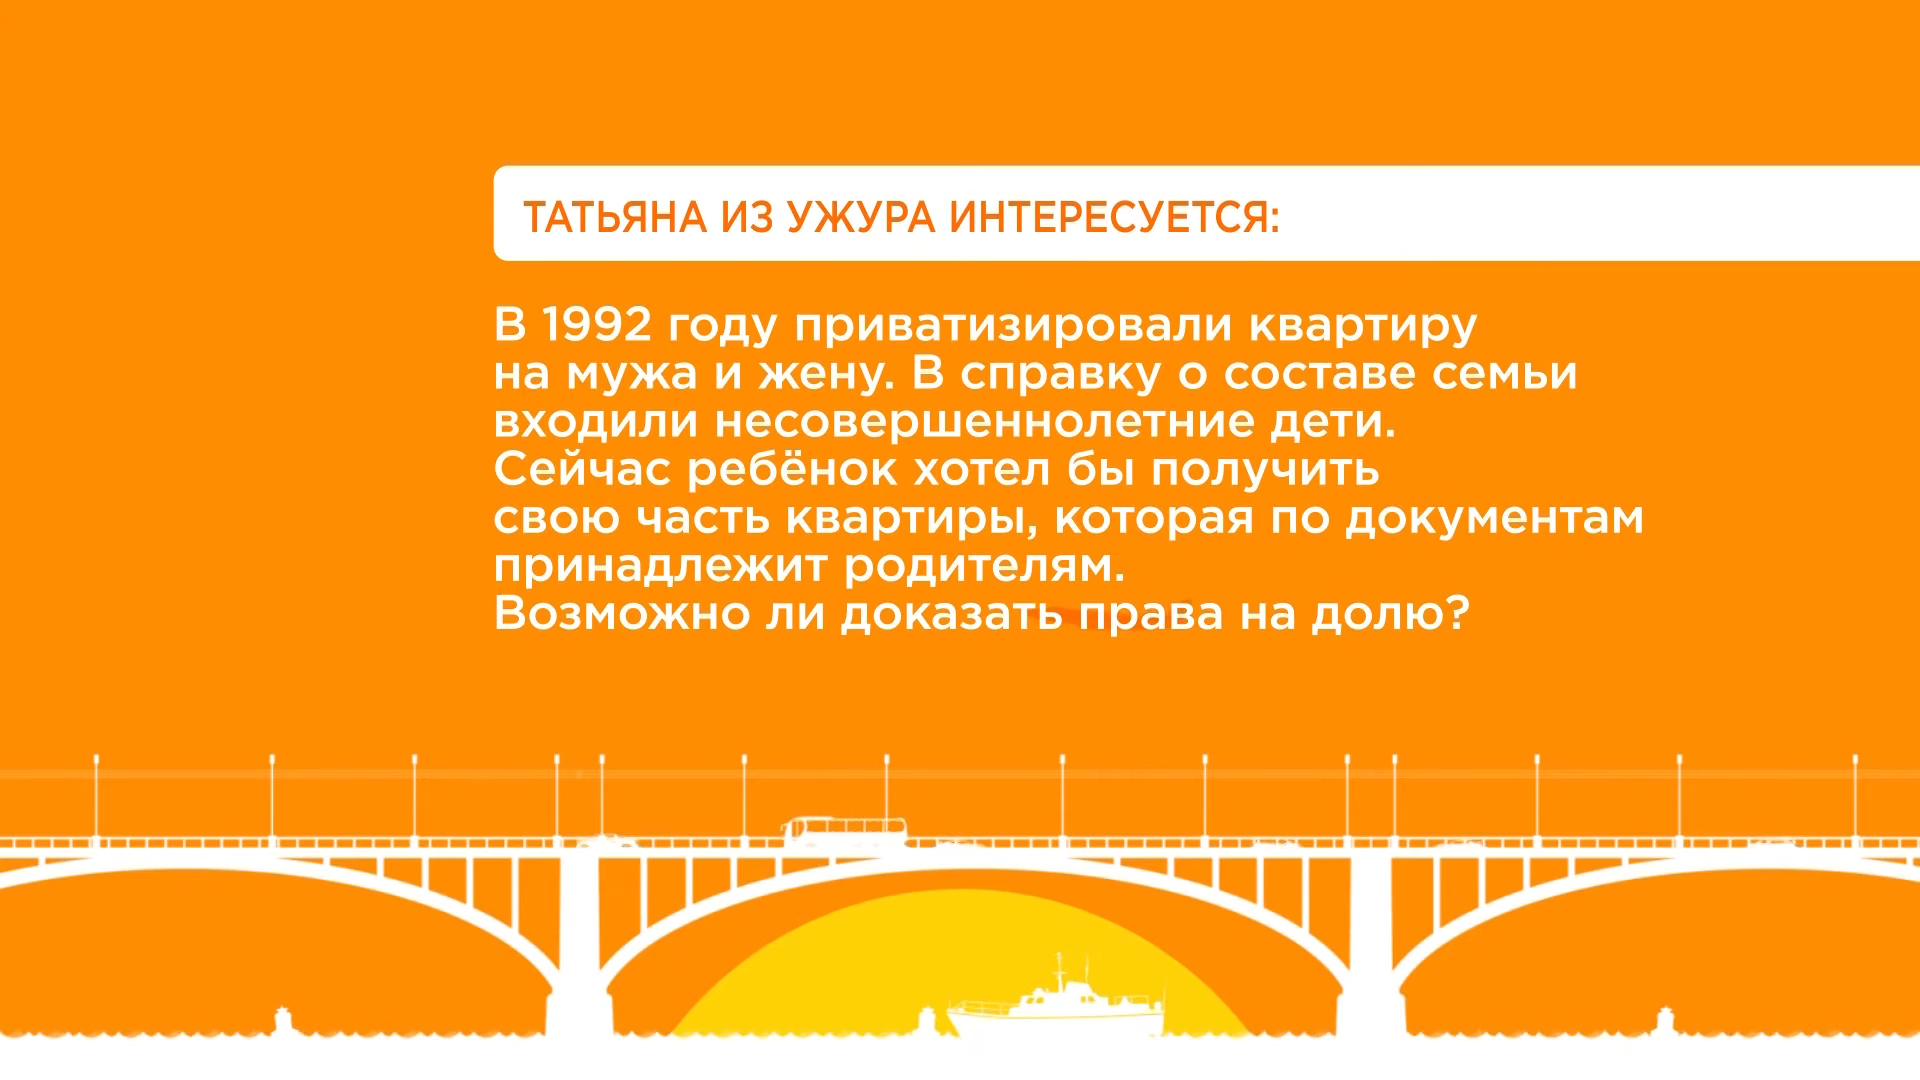 ТАТЬЯНА ИЗ УЖУРА ИНТЕРЕСУЕТСЯ:
В 1992 году приватизировали квартиру
на мужа и жену. В справку о составе семьи
входили несовершеннолетние дети.
Сейчас ребёнок хотел бы получить
свою часть квартиры, которая по документам
принадлежит родителям.
Возможно ли доказать права на долю?